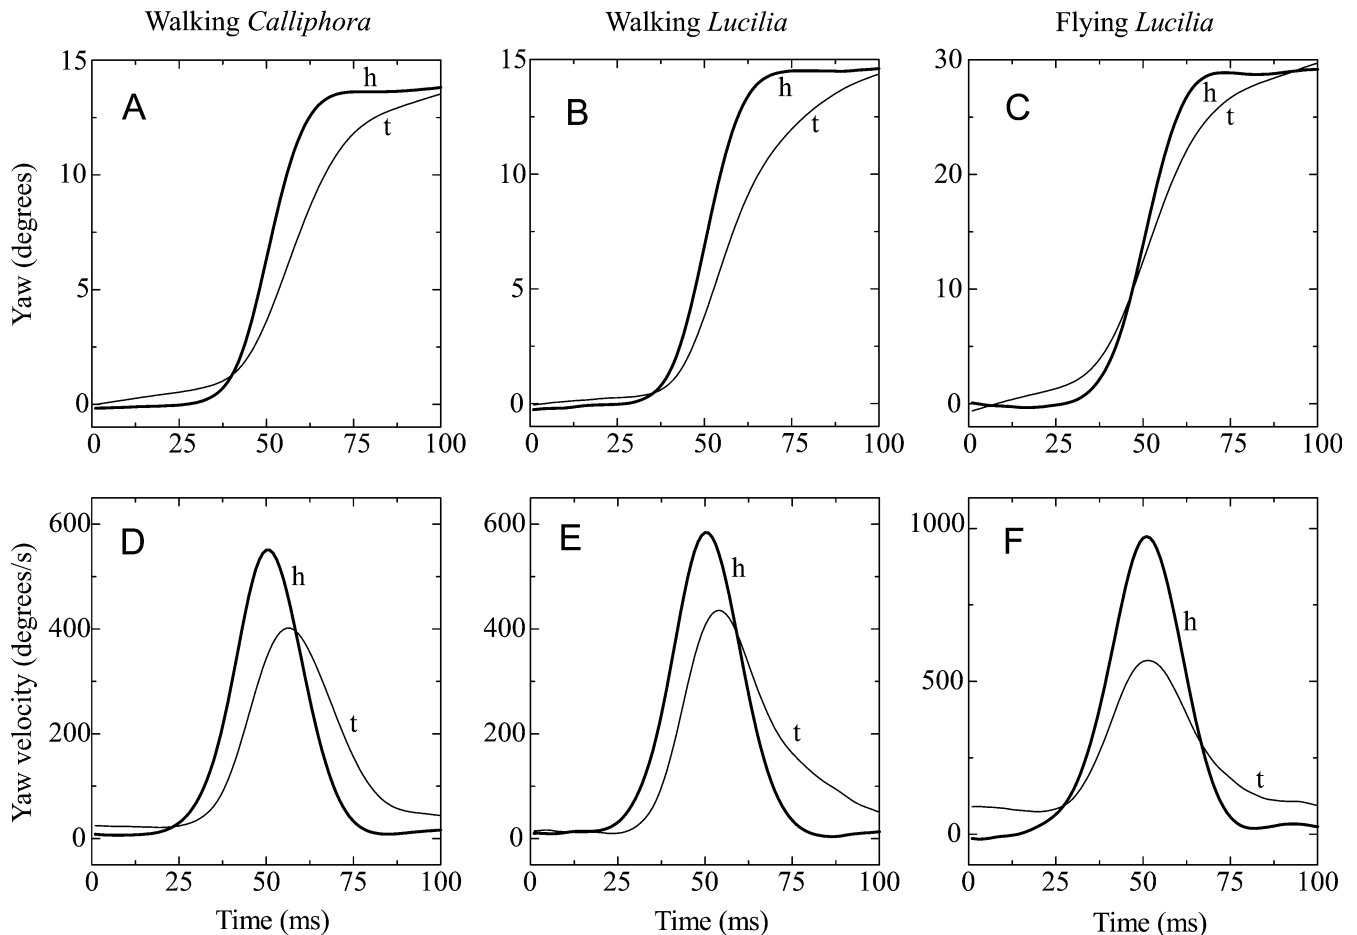 Walking Calliphora
Walking Lucilia
Flying Lucilia
Yaw (degrees)
15
10
5
0
A
h
t
0 25 50 75 100
15
10
5
0
B
h
t
0 25 50 75 100
30
20
10
0
C
h
t
0 25 50 75 100
Yaw velocity (degrees/s)
600
400
200
0
D
h
t
0 25 50 75 100
Time (ms)
600
400
200
0
E
h
t
0 25 50 75 100
Time (ms)
1000
500
0
F
h
t
0 25 50 75 100
Time (ms)